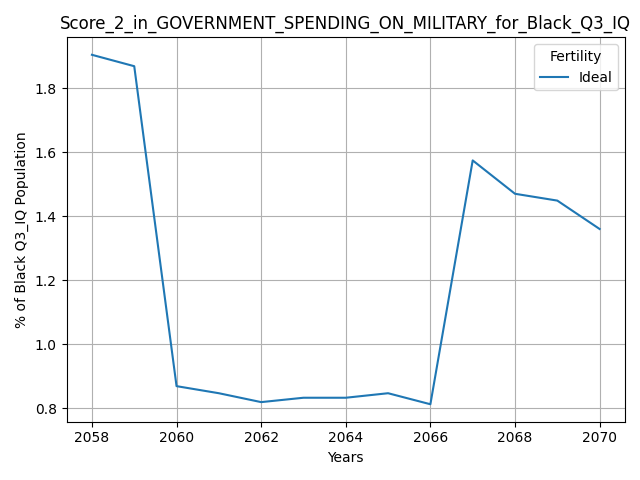 Score_2_in_GOVERNMENT_SPENDING_ON_MILITARY_for_Black_Q3_IQ
Fertility
Ideal
% of Black Q3_IQ Population
1.8
1.6
1.4
1.2
1.0
0.8
2058 2060 2062 2064 2066 2068 2070
Years